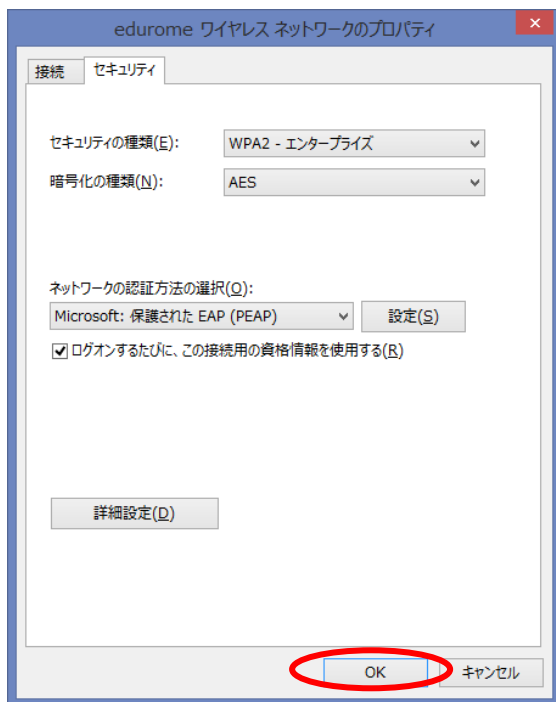 edurome ワイヤレス ネットワークのプロパティ
接続 セキュリティ
セキュリティの種類(E): WPA2 - エンタープライズ
暗号化の種類(N): AES
ネットワークの認証方法の選択(O):
Microsoft: 保護された EAP (PEAP) 設定(S)
ログオンするたびに、この接続用の資格情報を使用する(R)
詳細設定(D)
OK キャンセル